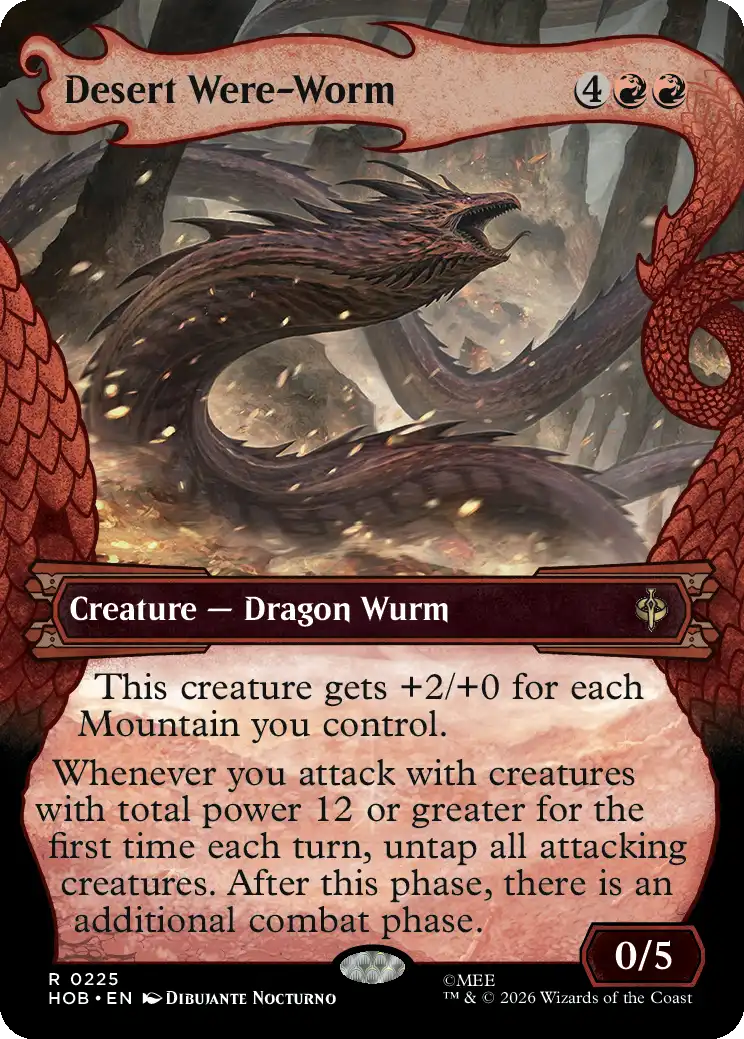 Desert Were-Worm 4
Creature — Dragon Wurm
This creature gets +2/+0 for each
Mountain you control.
Whenever you attack with creatures
with total power 12 or greater for the
first time each turn, untap all attacking
creatures. After this phase, there is an
additional combat phase.
0/5
R 0225
HOB • EN Dibujante Nocturno
©MEE
™ & © 2026 Wizards of the Coast